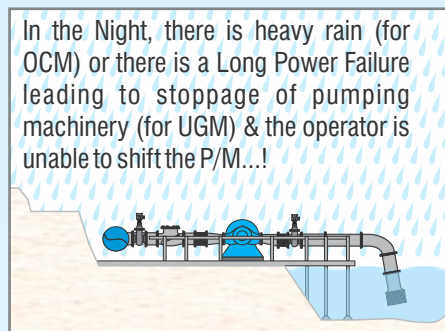 In the Night, there is heavy rain (for
OCM) or there is a Long Power Failure
leading to stoppage of pumping
machinery (for UGM) & the operator is
unable to shift the P/M...!